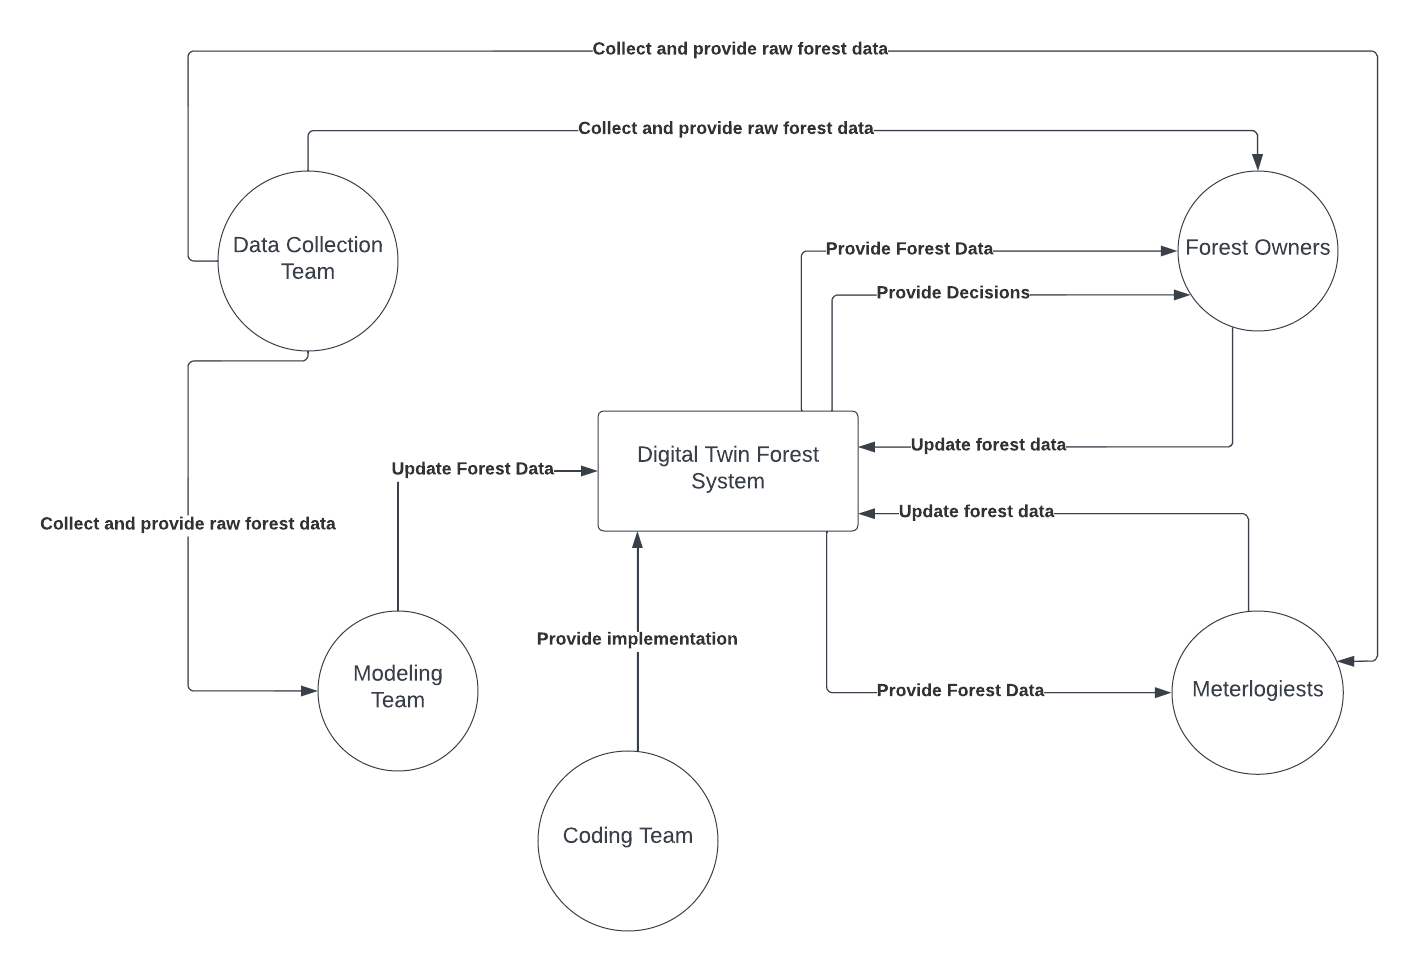 Collect and provide raw forest data
Collect and provide raw forest data
Data Collection
Team
Provide Forest Data
Forest Owners
Provide Decisions
Update forest data
Digital Twin Forest
System
Update Forest Data
Update forest data
Collect and provide raw forest data
Provide implementation
Modeling
Team
Provide Forest Data
Meterlogiests
Coding Team